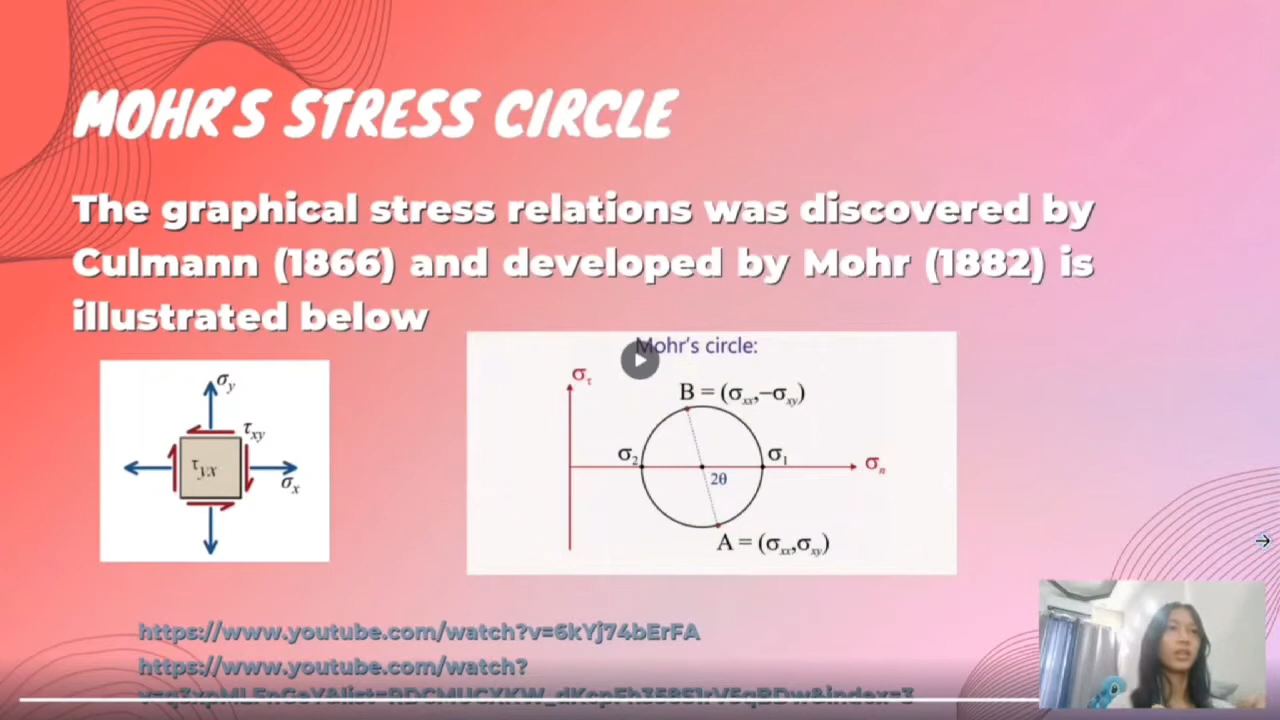 MOHR'S STRESS CIRCLE
The graphical stress relations was discovered by
Culmann (1866) and developed by Mohr (1882) is
illustrated below
Mohr's circle:
σy
τxy
τyx
σx
στ
B = (σxx,−σxy)
σ2
σ1
σn
2θ
A = (σxx,σxy)
https://www.youtube.com/watch?v=6kYj74bErFA
https://www.youtube.com/watch?